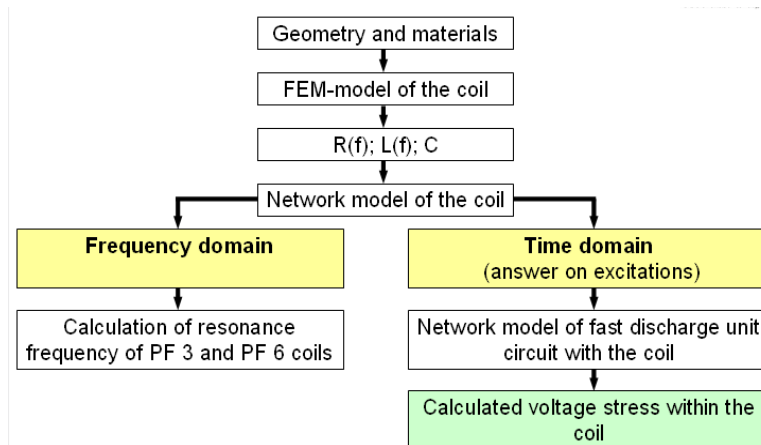 Geometry and materials
FEM-model of the coil
R(f); L(f); C
Network model of the coil
Frequency domain
Time domain
(answer on excitations)
Calculation of resonance
frequency of PF 3 and PF 6 coils
Network model of fast discharge unit
circuit with the coil
Calculated voltage stress within the
coil